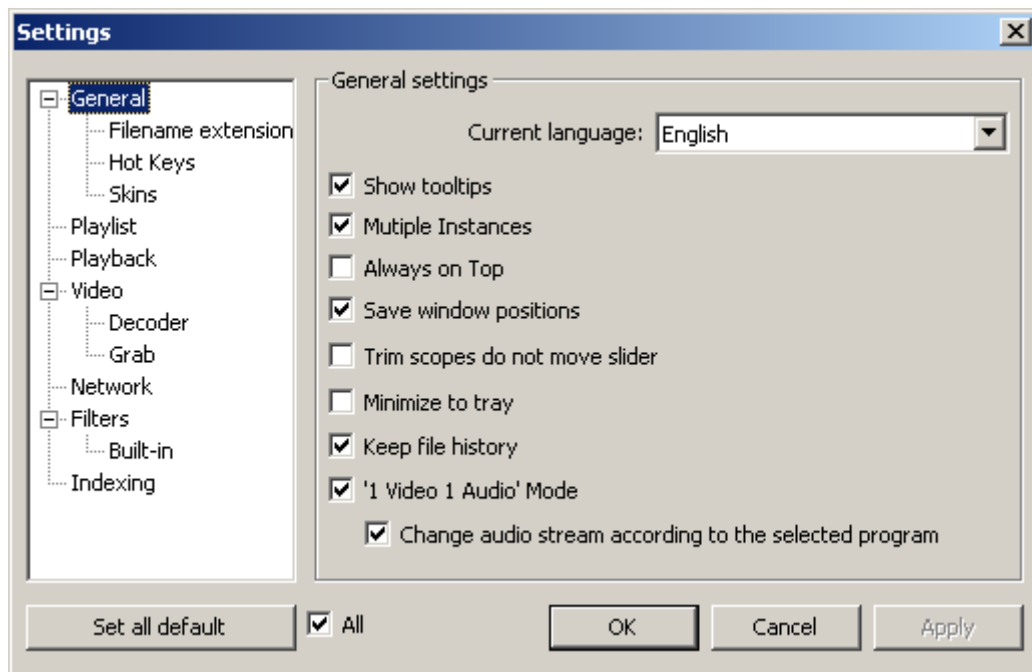 Settings
General
Filename extension
Hot Keys
Skins
Playlist
Playback
Video
Decoder
Grab
Network
Filters
Built-in
Indexing
General settings
Current language: English
Show tooltips
Mutiple Instances
Always on Top
Save window positions
Trim scopes do not move slider
Minimize to tray
Keep file history
'1 Video 1 Audio' Mode
Change audio stream according to the selected program
Set all default All OK Cancel Apply